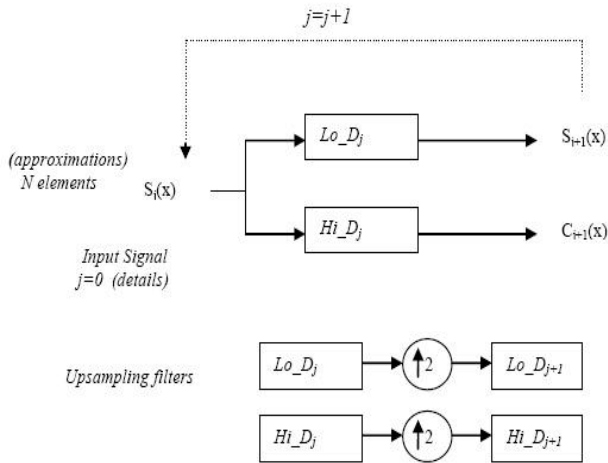 j=j+1
Lo_Dj
Si+1(x)
(approximations)
N elements
Si(x)
Hi_Dj
Ci+1(x)
Input Signal
j=0 (details)
Lo_Dj
2
Lo_Dj+1
Upsampling filters
Hi_Dj
2
Hi_Dj+1